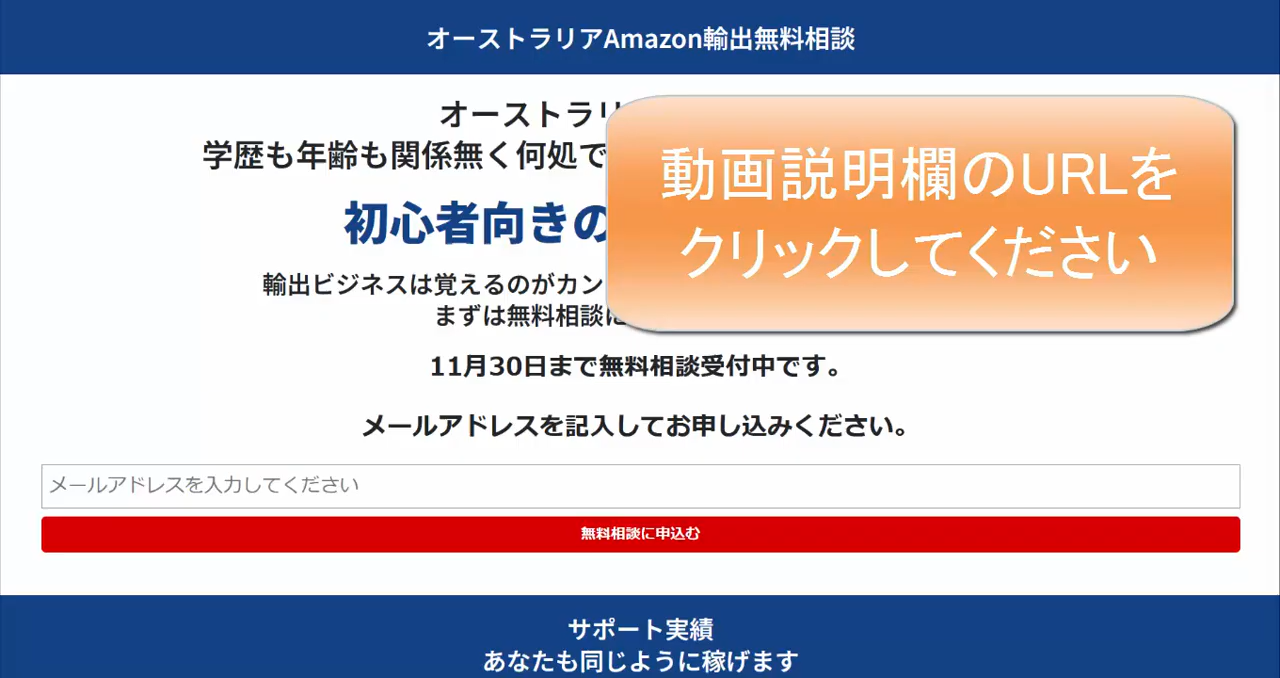 オーストラリアAmazon輸出無料相談
オーストラリ
学歴も年齢も関係無く何処で
初心者向きの
輸出ビジネスは覚えるのがカン
まずは無料相談に
動画説明欄のURLを
クリックしてください
11月30日まで無料相談受付中です。
メールアドレスを記入してお申し込みください。
メールアドレスを入力してください
無料相談に申込む
サポート実績
あなたも同じように稼げます